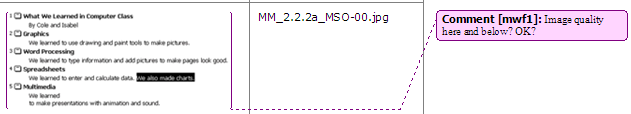 1 What We Learned in Computer Class
By Cole and Isabel
2 Graphics
We learned to use drawing and paint tools to make pictures.
3 Word Processing
We learned to type information and add pictures to make pages look good.
4 Spreadsheets
We learned to enter and calculate data. We also made charts.
5 Multimedia
We learned
to make presentations with animation and sound.
MM_2.2.2a_MSO-00.jpg
Comment [mwf1]: Image quality
here and below? OK?